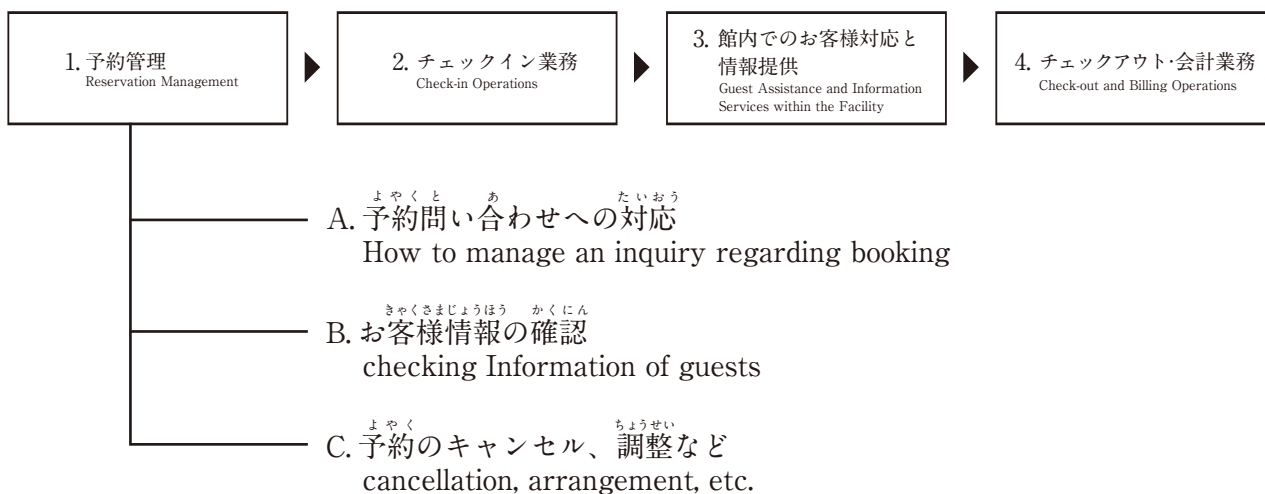 1. 予約管理
Reservation Management
2. チェックイン業務
Check-in Operations
3. 館内でのお客様対応と
情報提供
Guest Assistance and Information
Services within the Facility
4. チェックアウト・会計業務
Check-out and Billing Operations
よやくと あ たいおう
A. 予約問い合わせへの対応
How to manage an inquiry regarding booking
きゃくさまじょうほう かくにん
B. お客様情報の確認
checking Information of guests
よやく ちょうせい
C. 予約のキャンセル、調整など
cancellation, arrangement, etc.